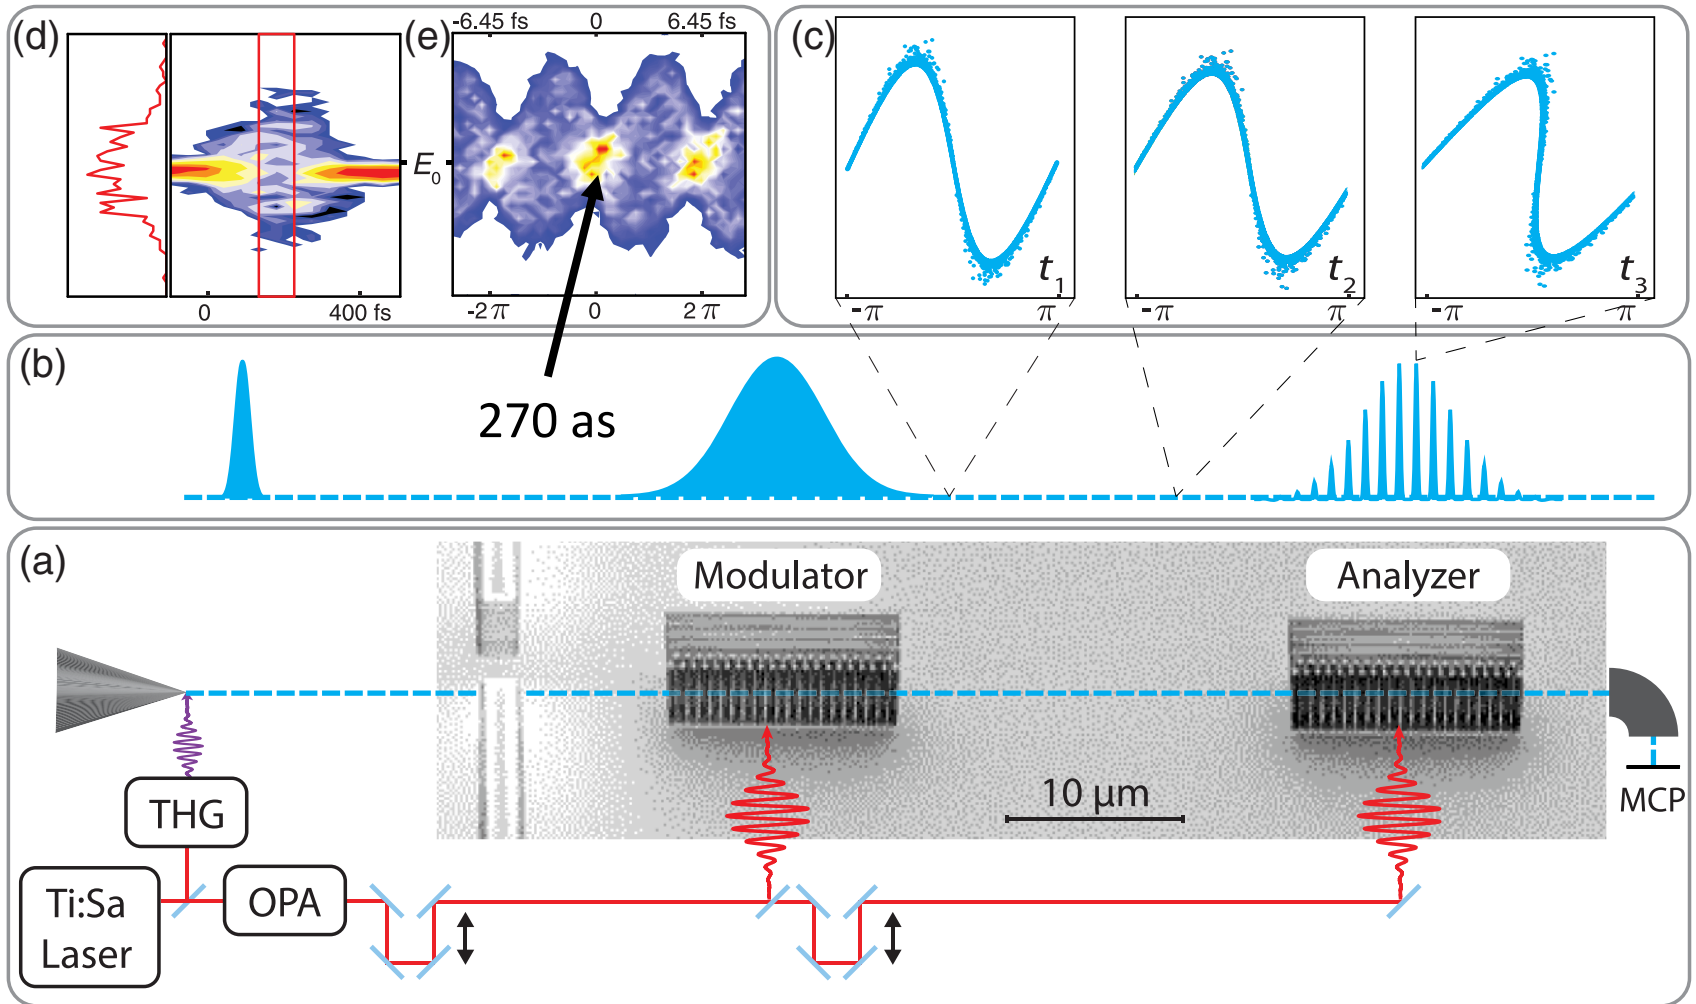 (d)
0
400 fs
(e)
-6.45 fs 0 6.45 fs
E0
-2π 0 2π
270 as
(c)
t1
-π π
t2
-π π
t3
-π π
(b)
(a)
Modulator
Analyzer
10 μm
MCP
THG
Ti:Sa
Laser
OPA